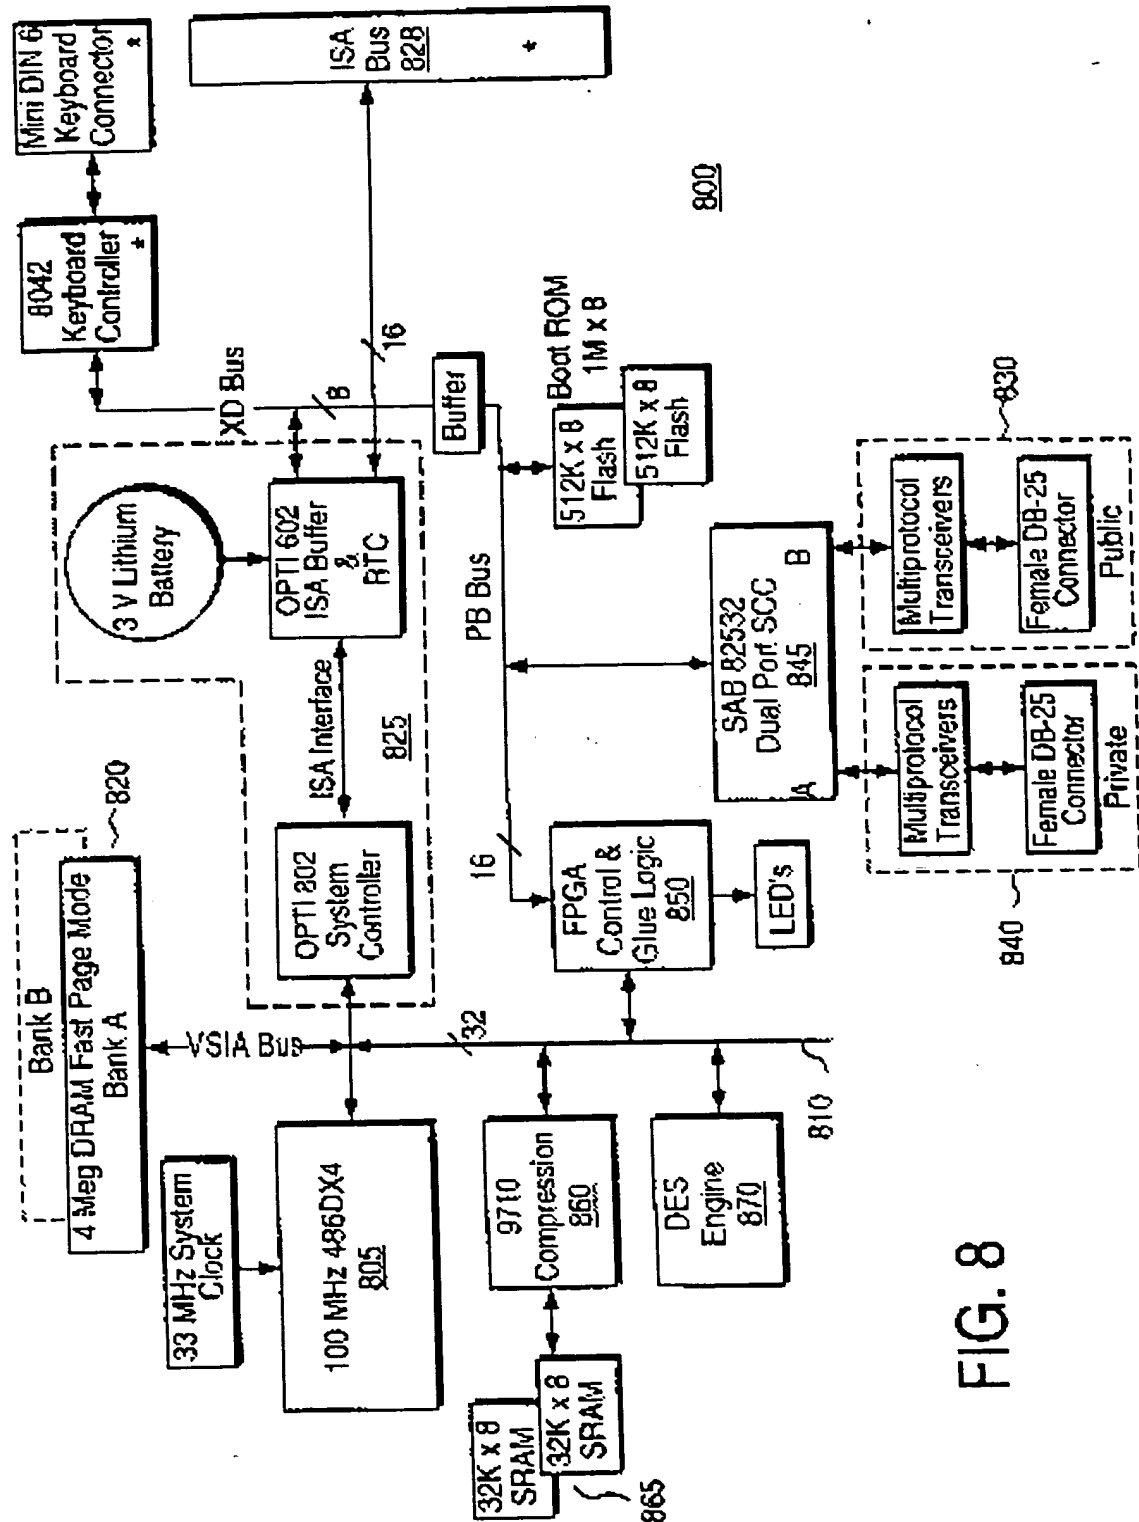 Bank B
4 Meg DRAM Fast Page Mode
Bank A
820
33 MHz System
Clock
VSIA Bus
100 MHz 486DX4
805
OPTI 802
System
Controller
ISA Interface
825
3 V Lithium
Battery
OPTI 602
ISA Buffer
&
RTC
XD Bus
8
8042
Keyboard
Controller
*
Mini DIN 6
Keyboard
Connector
*
ISA
Bus
828
*
16
Buffer
32
32K x 8
SRAM
32K x 8
SRAM
865
9710
Compression
860
DES
Engine
870
810
16
PB Bus
FPGA
Control &
Glue Logic
850
LED's
Boot ROM
1M x 8
512K x 8
Flash
512K x 8
Flash
800
SAB 82532
Dual Port SCC
845
A
B
Multiprotocol
Transceivers
Female DB-25
Connector
Private
840
Multiprotocol
Transceivers
Female DB-25
Connector
Public
830
FIG. 8